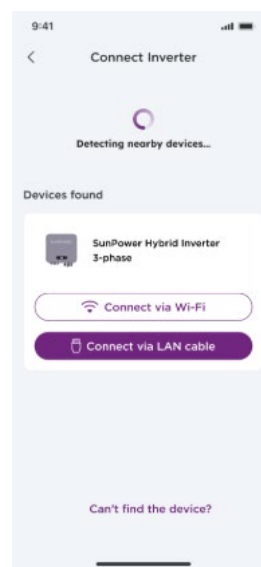 9:41
Connect Inverter
Detecting nearby devices...
Devices found
SunPower Hybrid Inverter
3-phase
Connect via Wi-Fi
Connect via LAN cable
Can't find the device?